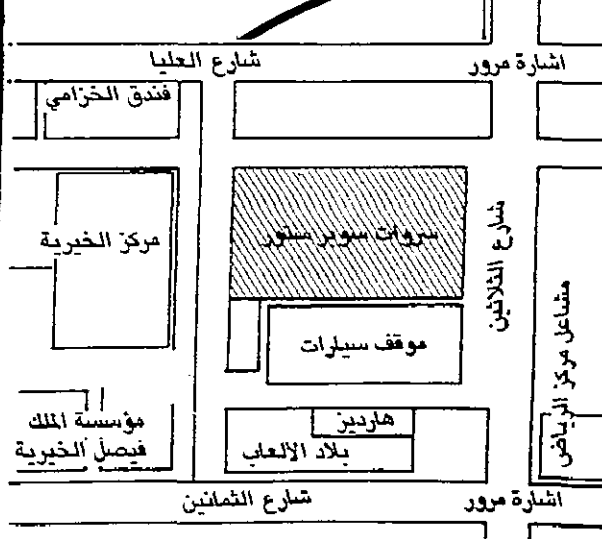 شارع العليا
اشارة مرور
فندق الخزامي
مركز الخيرية
سروات سوبر ستور
شارع الثلاثين
موقف سيارات
مشاغل مركز الرياض
مؤسسة الملك
فيصل الخيرية
هارديز
بلاد الالعاب
شارع الثمانين
اشارة مرور